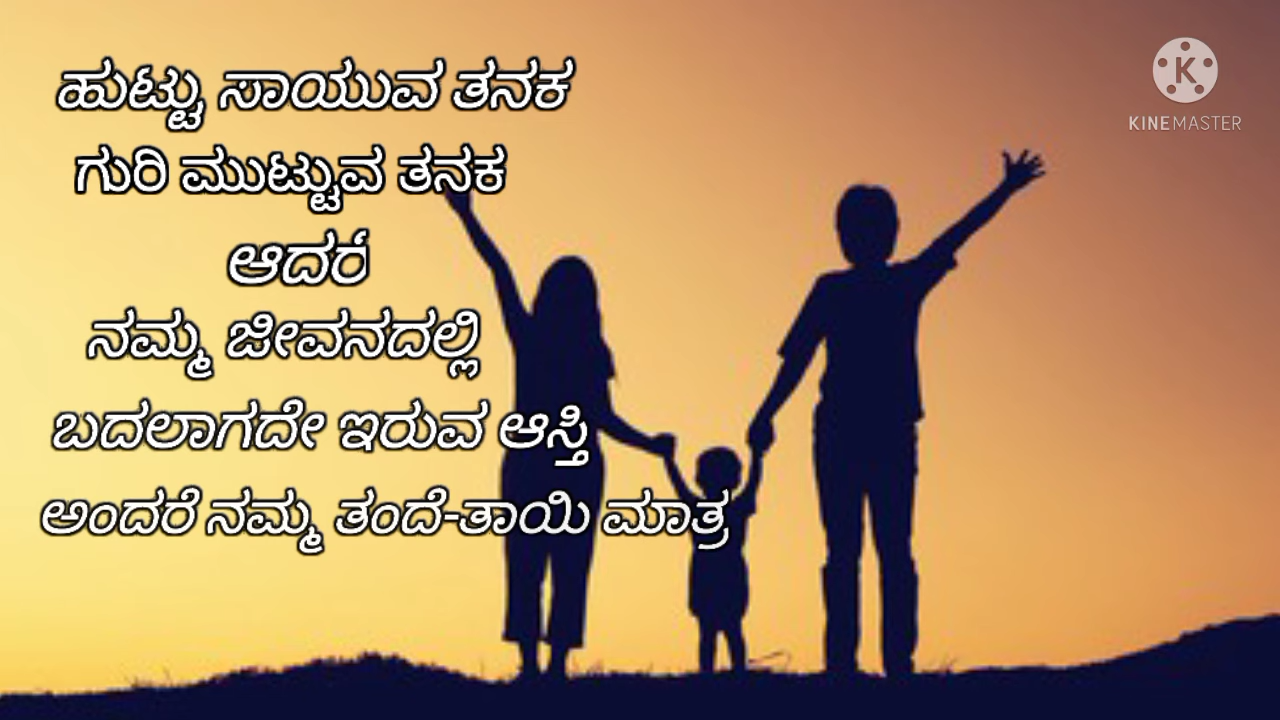 ಹುಟ್ಟು ಸಾಯುವ ತನಕ
ಗುರಿ ಮುಟ್ಟುವ ತನಕ
ಆದರೆ
ನಮ್ಮ ಜೀವನದಲ್ಲಿ
ಬದಲಾಗದೇ ಇರುವ ಆಸ್ತಿ
ಅಂದರೆ ನಮ್ಮ ತಂದೆ-ತಾಯಿ ಮಾತ್ರ
K
KINEMASTER